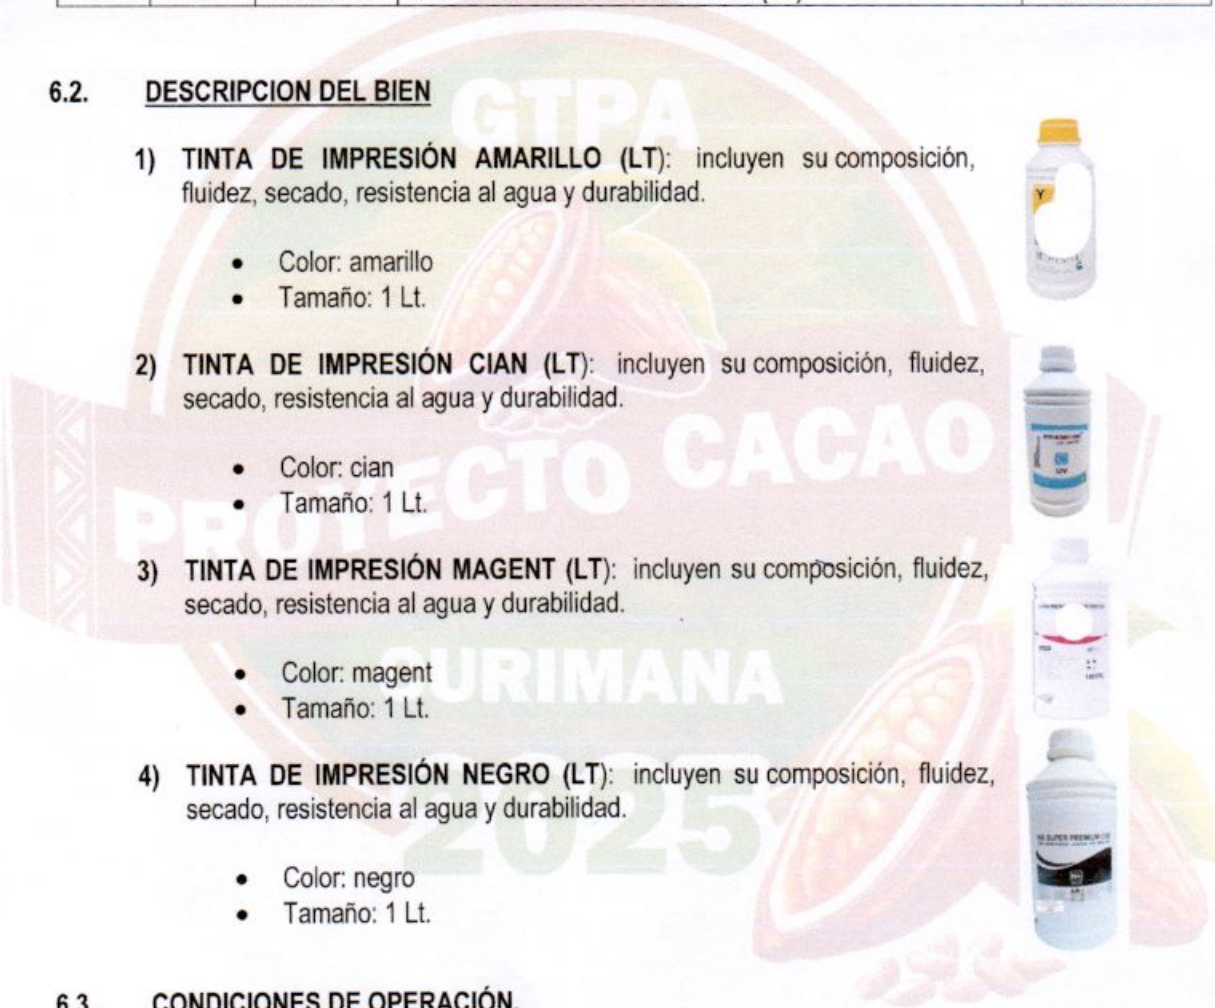 6.2. DESCRIPCION DEL BIEN
1) TINTA DE IMPRESIÓN AMARILLO (LT): incluyen su composición,
fluidez, secado, resistencia al agua y durabilidad.
• Color: amarillo
• Tamaño: 1 Lt.
2) TINTA DE IMPRESIÓN CIAN (LT): incluyen su composición, fluidez,
secado, resistencia al agua y durabilidad.
• Color: cian
• Tamaño: 1 Lt.
3) TINTA DE IMPRESIÓN MAGENT (LT): incluyen su composición, fluidez,
secado, resistencia al agua y durabilidad.
• Color: magent
• Tamaño: 1 Lt.
4) TINTA DE IMPRESIÓN NEGRO (LT): incluyen su composición, fluidez,
secado, resistencia al agua y durabilidad.
• Color: negro
• Tamaño: 1 Lt.
6.3. CONDICIONES DE OPERACIÓN.
GTPA
PROYECTO CACAO
SURIMANA
2025
Y
UV